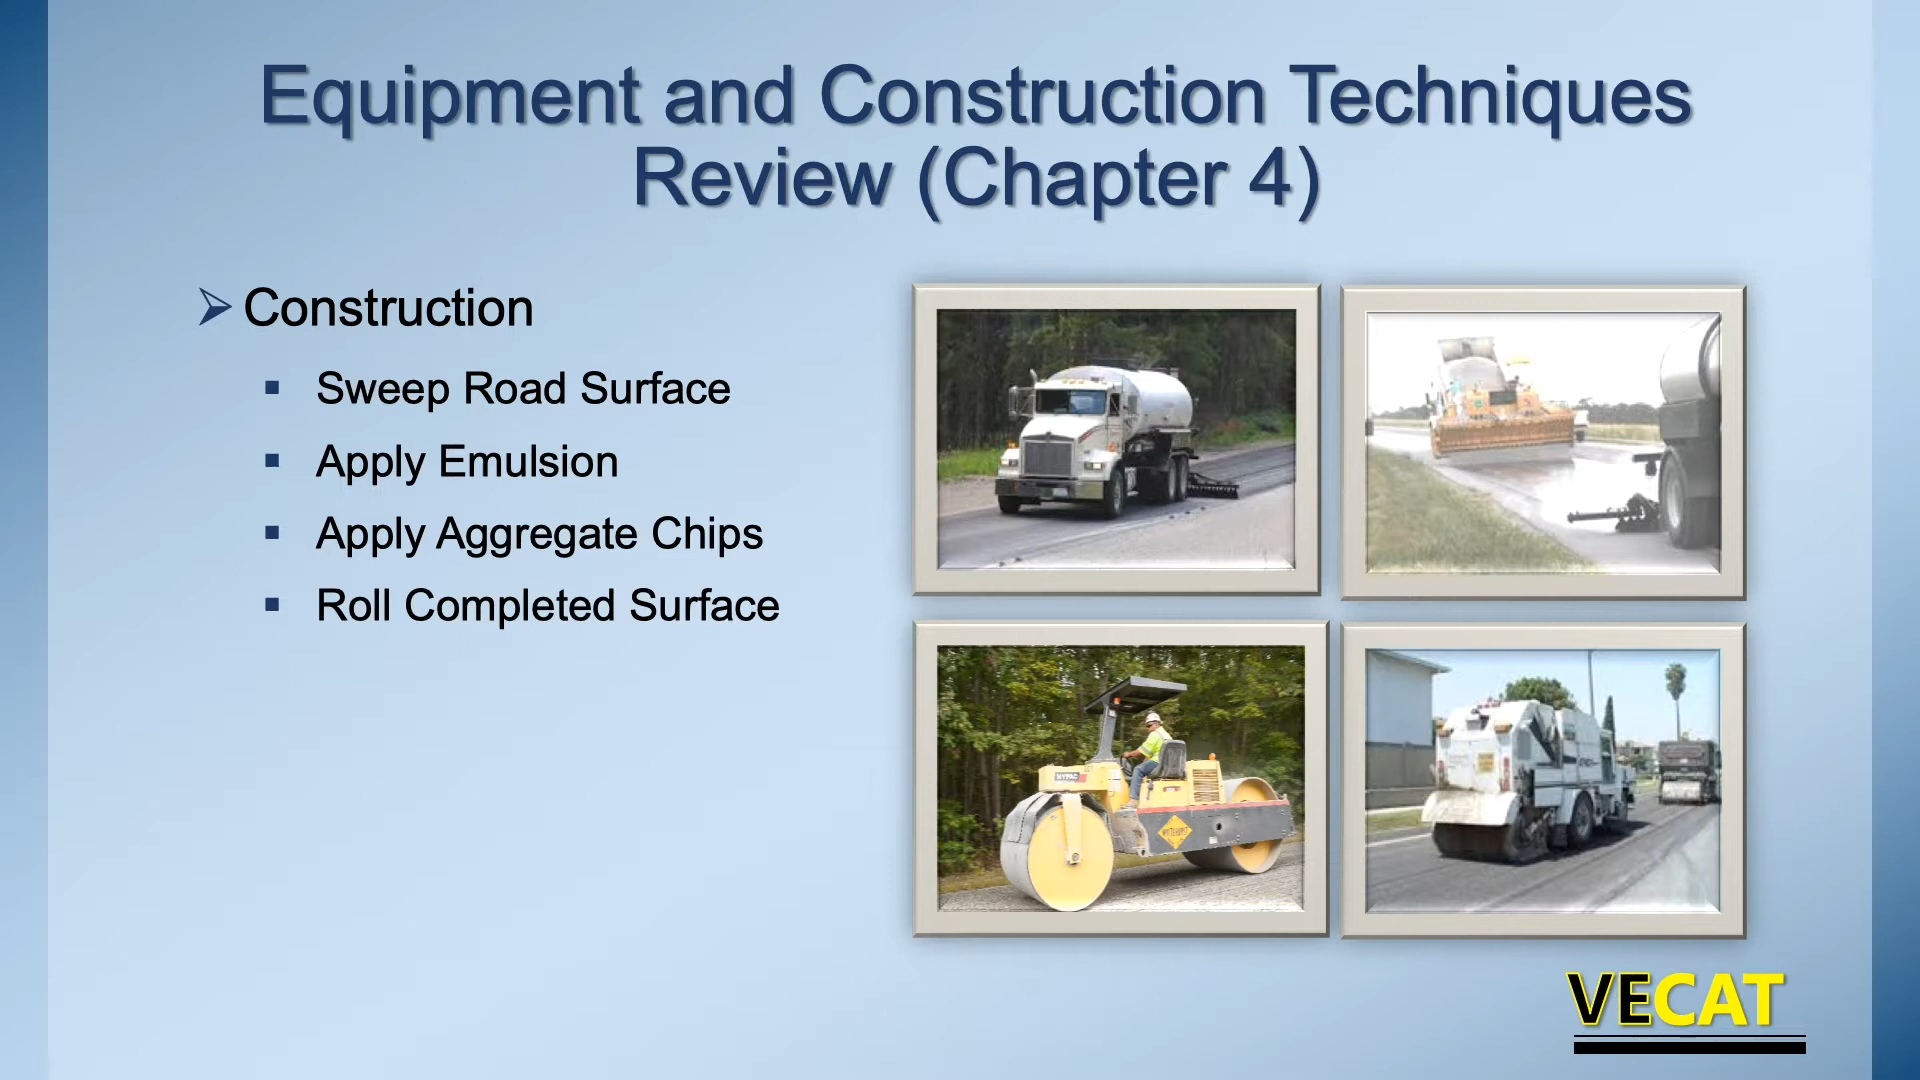 Equipment and Construction Techniques
Review (Chapter 4)
Construction
Sweep Road Surface
Apply Emulsion
Apply Aggregate Chips
Roll Completed Surface
HYPAC
VECAT